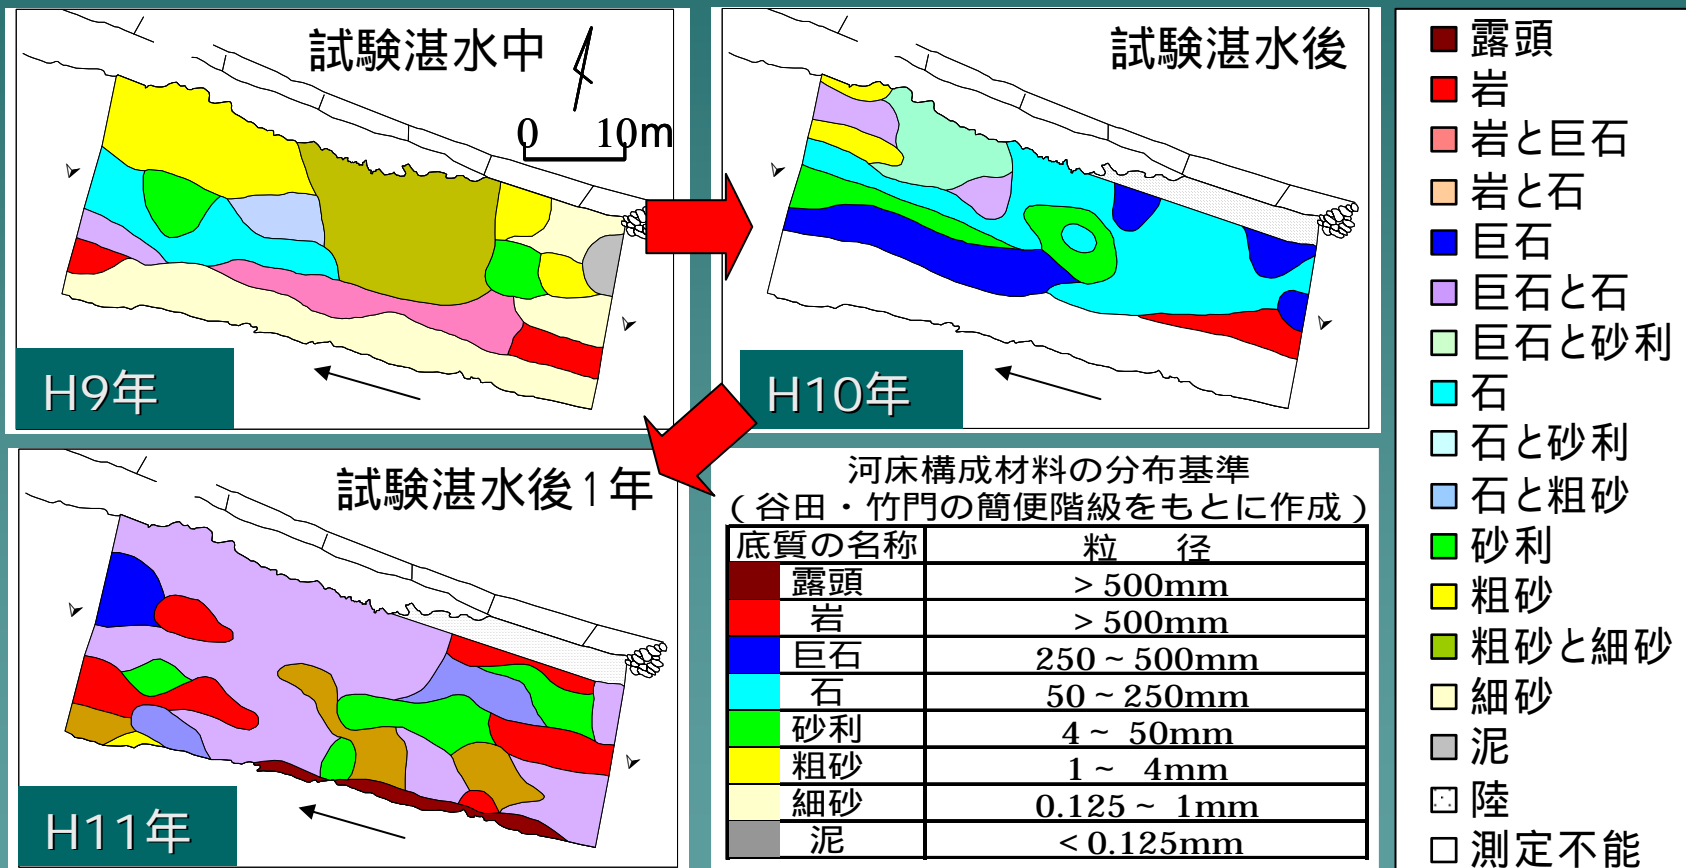 試験湛水中
0 10m
H9年
試験湛水後
H10年
試験湛水後1年
H11年
河床構成材料の分布基準
(谷田・竹門の簡便階級をもとに作成)
底質の名称 粒 径
露頭 >500mm
岩 >500mm
巨石 250~500mm
石 50~250mm
砂利 4~ 50mm
粗砂 1~ 4mm
細砂 0.125~ 1mm
泥 <0.125mm
露頭
岩
岩と巨石
岩と石
巨石
巨石と石
巨石と砂利
石
石と砂利
石と粗砂
砂利
粗砂
粗砂と細砂
細砂
泥
陸
測定不能